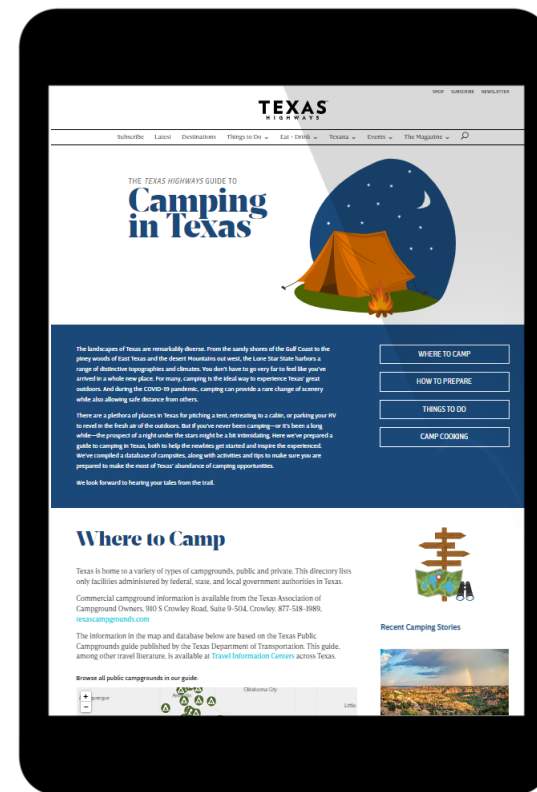 SHOP SUBSCRIBE NEWSLETTER
TEXAS
HIGHWAYS
Subscribe Latest Destinations Things to Do Eat + Drink Texana Events The Magazine
THE TEXAS HIGHWAYS GUIDE TO
Camping
in Texas
The landscapes of Texas are remarkably diverse. From the sandy shores of the Gulf Coast to the
piney woods of East Texas and the desert Mountains out west, the Lone Star State harbors a
range of distinctive topographies and climates. You don't have to go very far to feel like you've
arrived in a whole new place. For many, camping is the ideal way to experience Texas' great
outdoors. And during the COVID-19 pandemic, camping can provide a rare change of scenery
while also allowing safe distance from others.
There are a plethora of places in Texas for pitching a tent, retreating to a cabin, or parking your RV
to revel in the fresh air of the outdoors. But if you've never been camping—or it's been a long
while—the prospect of a night under the stars might be a bit intimidating. Here we've prepared a
guide to camping in Texas, both to help the newbies get started and inspire the experienced.
We've compiled a database of campsites, along with activities and tips to make sure you are
prepared to make the most of Texas' abundance of camping opportunities.
We look forward to hearing your tales from the trail.
WHERE TO CAMP
HOW TO PREPARE
THINGS TO DO
CAMP COOKING
Where to Camp
Texas is home to a variety of types of campgrounds, public and private. This directory lists
only facilities administered by federal, state, and local government authorities in Texas.
Commercial campground information is available from the Texas Association of
Campground Owners, 910 S Crowley Road, Suite 9-504, Crowley. 877-518-1989,
texascampgrounds.com
The information in the map and database below are based on the Texas Public
Campgrounds guide published by the Texas Department of Transportation. This guide,
among other travel literature, is available at Travel Information Centers across Texas.
Browse all public campgrounds in our guide:
+
−
Oklahoma City
Little
Recent Camping Stories